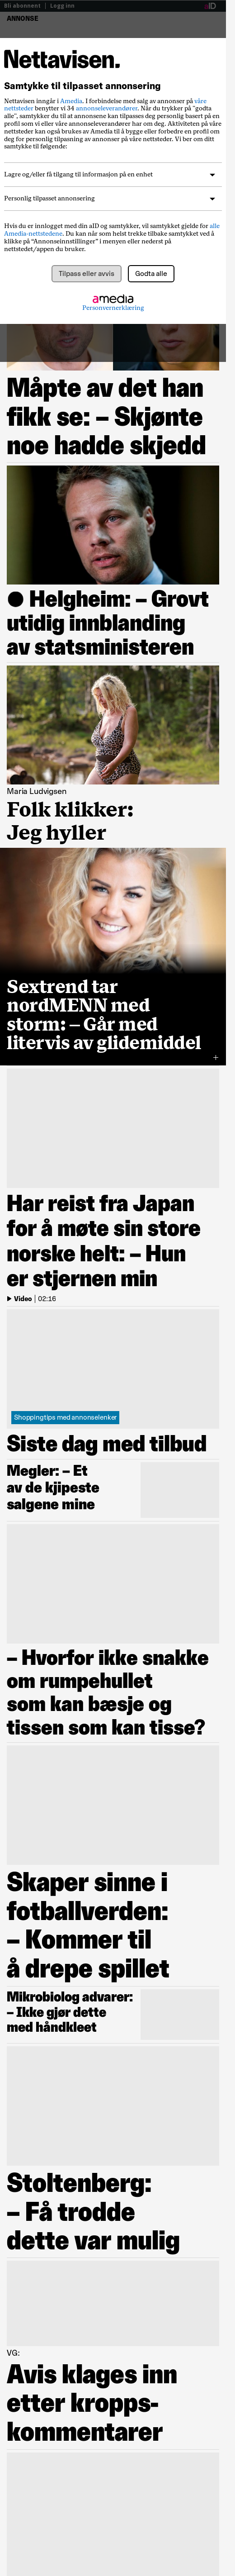 Bli abonnent | Logg inn
aID
ANNONSE
Nettavisen.
Samtykke til tilpasset annonsering
Nettavisen inngår i Amedia. I forbindelse med salg av annonser på våre
nettsteder benytter vi 34 annonseleverandører. Når du trykker på "godta
alle", samtykker du til at annonser kan tilpasses deg personlig basert på en
profil som vi eller våre annonseleverandører har om deg. Aktivitet på våre
nettsteder kan også brukes av Amedia til å bygge eller forbedre en profil om
deg for personlig tilpasning av annonser på våre nettsteder. Vi ber om ditt
samtykke til følgende:
Lagre og/eller få tilgang til informasjon på en enhet
Personlig tilpasset annonsering
Hvis du er innlogget med din aID og samtykker, vil samtykket gjelde for alle
Amedia-nettstedene. Du kan når som helst trekke tilbake samtykket ved å
klikke på “Annonseinnstillinger” i menyen eller nederst på
nettstedet/appen du bruker.
Tilpass eller avvis
Godta alle
amedia
Personvernerklæring
Måpte av det han
fikk se: – Skjønte
noe hadde skjedd
● Helgheim: – Grovt
utidig innblanding
av statsministeren
Maria Ludvigsen
Folk klikker:
Jeg hyller
Sextrend tar
nordMENN med
storm: – Går med
litervis av glidemiddel
+
Har reist fra Japan
for å møte sin store
norske helt: – Hun
er stjernen min
Video | 02:16
Shoppingtips med annonselenker
Siste dag med tilbud
Megler: – Et
av de kjipeste
salgene mine
– Hvorfor ikke snakke
om rumpehullet
som kan bæsje og
tissen som kan tisse?
Skaper sinne i
fotballverden:
– Kommer til
å drepe spillet
Mikrobiolog advarer:
– Ikke gjør dette
med håndkleet
Stoltenberg:
– Få trodde
dette var mulig
VG:
Avis klages inn
etter kropps-
kommentarer